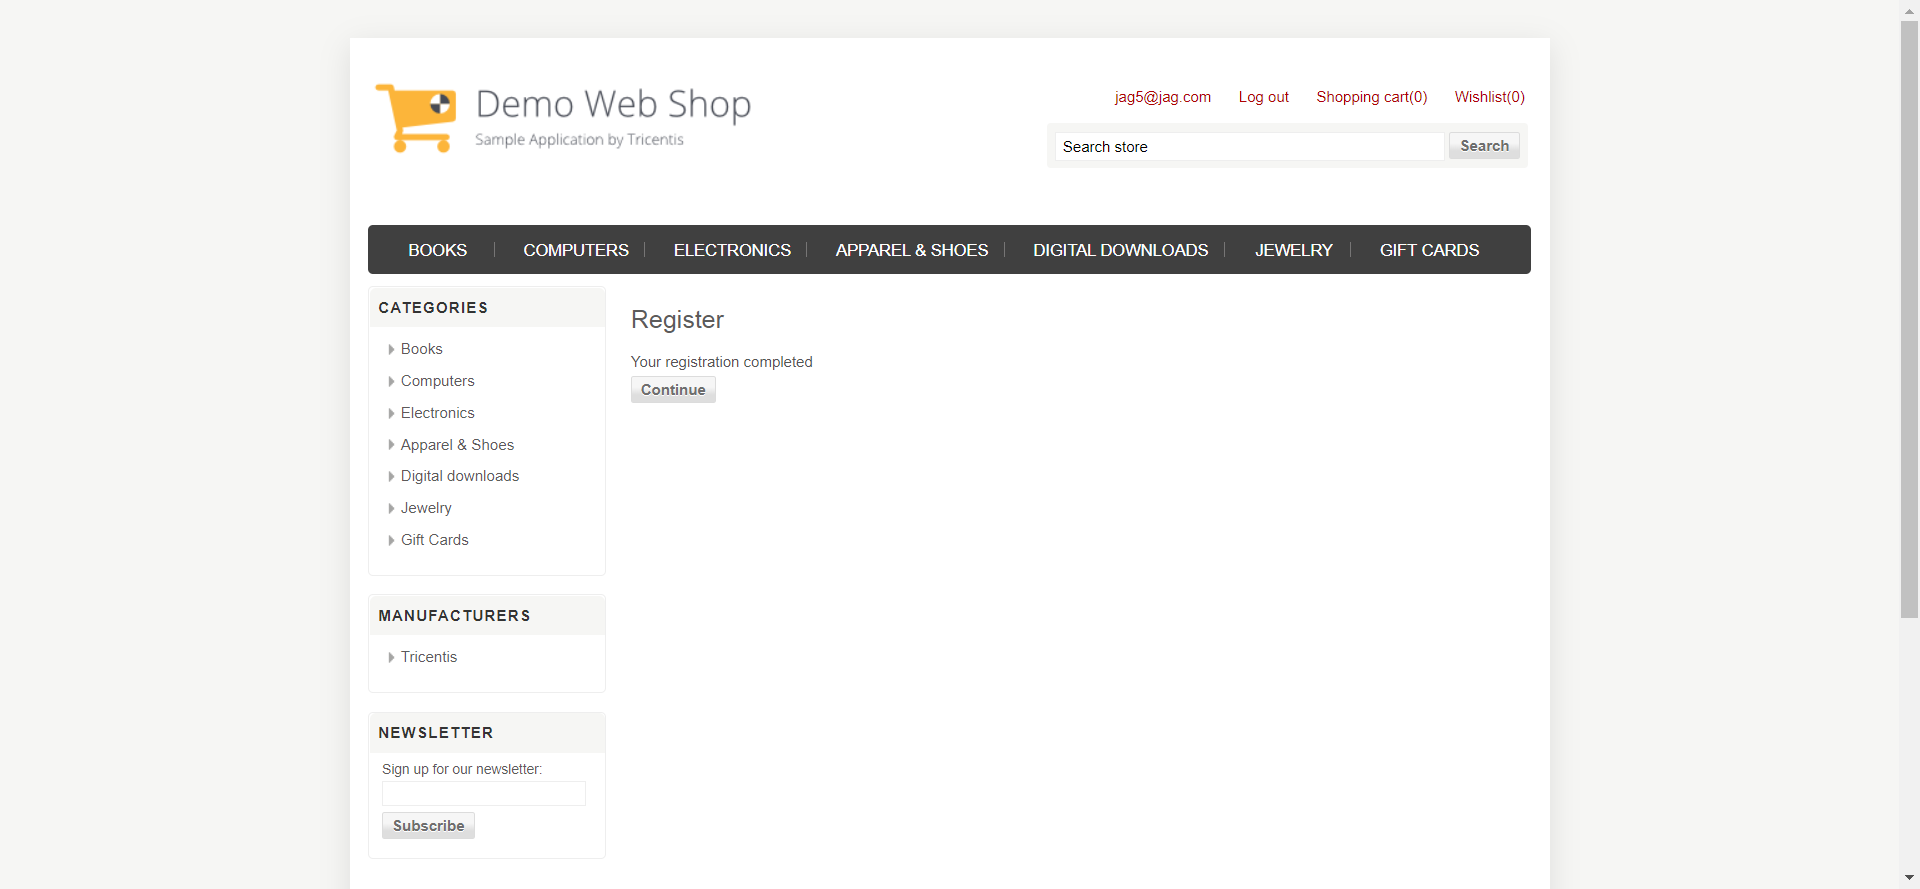 Demo Web Shop
Sample Application by Tricentis
jag5@jag.com Log out Shopping cart(0) Wishlist(0)
Search store Search
BOOKS COMPUTERS ELECTRONICS APPAREL & SHOES DIGITAL DOWNLOADS JEWELRY GIFT CARDS
CATEGORIES
Books
Computers
Electronics
Apparel & Shoes
Digital downloads
Jewelry
Gift Cards
MANUFACTURERS
Tricentis
NEWSLETTER
Sign up for our newsletter:
Subscribe
Register
Your registration completed
Continue